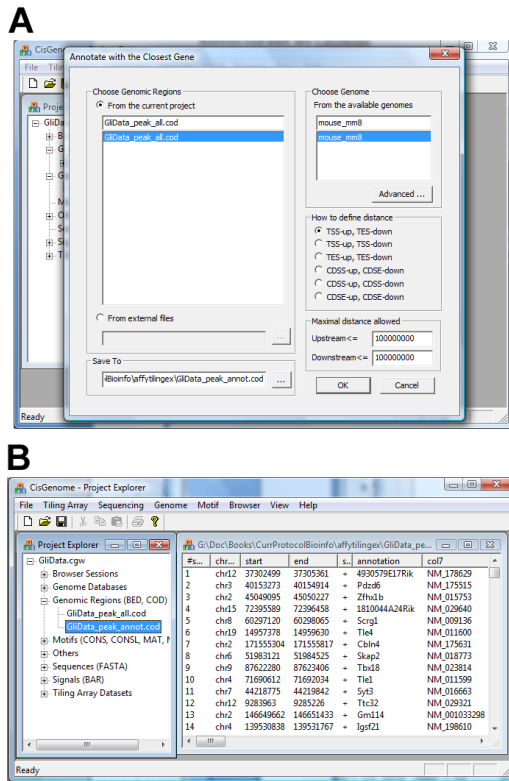 A
CisGen
Annotate with the Closest Gene
File
Ready
Choose Genomic Regions
From the current project
GliData_peak_all.cod
GliData_peak_all.cod
From external files
...
Save To
Bioinfo\affytilingex\GliData_peak_annot.cod
...
Choose Genome
From the available genomes
mouse_mm8
mouse_mm8
Advanced ...
How to define distance
TSS-up, TES-down
TSS-up, TSS-down
TES-up, TES-down
CDSS-up, CDSE-down
CDSS-up, CDSS-down
CDSE-up, CDSE-down
Maximal distance allowed
Upstream<= 100000000
Downstream<= 100000000
OK Cancel
B
CisGenome - Project Explorer
File Tiling Array Sequencing Genome Motif Browser View Help
Project Explorer
GliData.cgw
Browser Sessions
Genome Databases
Genomic Regions (BED, COD)
GliData_peak_all.cod
GliData_peak_annot.cod
Motifs (CONS, CONSL, MAT,
Others
Sequences (FASTA)
Signals (BAR)
Tiling Array Datasets
G:\Doc\Books\CurrProtocolBioinfo\affytilingex\GliData_pe...
#s... chr... start end s.. annotation col7
1 chr12 37302499 37305361 + 4930579E17Rik NM_178629
2 chr3 40153273 40154914 + Pdzd6 NM_175515
3 chr2 45049095 45050227 + Zfhx1b NM_015753
4 chr15 72395589 72396458 + 1810044A24Rik NM_029640
5 chr8 60297120 60298065 + Scrg1 NM_009136
6 chr19 14957378 14959630 + Tle4 NM_011600
7 chr2 171555304 171555817 + Cbln4 NM_175631
8 chr6 51983121 51984525 + Skap2 NM_018773
9 chr9 87622280 87623406 + Tbx18 NM_023814
10 chr4 71690612 71692034 + Tle1 NM_011599
11 chr7 44218775 44219842 + Syt3 NM_016663
12 chr12 9283963 9285226 + Ttc32 NM_029321
13 chr2 146649662 146651433 + Gm114 NM_001033298
14 chr4 139530838 139531767 + Igsf21 NM_198610
Ready